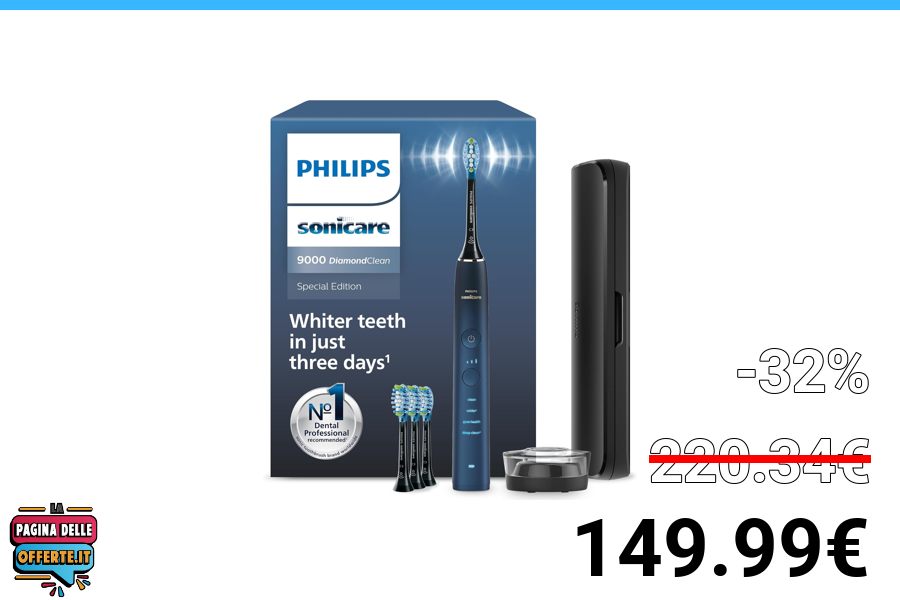 PHILIPS
sonicare
9000 DiamondClean
Special Edition
Whiter teeth
in just
three days¹
Nº1
Dental
Professional
recommended
PHILIPS
sonicare
-32%
220.34€
149.99€
LA
PAGINA DELLE
OFFERTE.IT